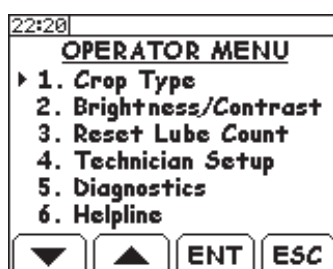 22:20
OPERATOR MENU
1. Crop Type
2. Brightness/Contrast
3. Reset Lube Count
4. Technician Setup
5. Diagnostics
6. Helpline
ENT ESC